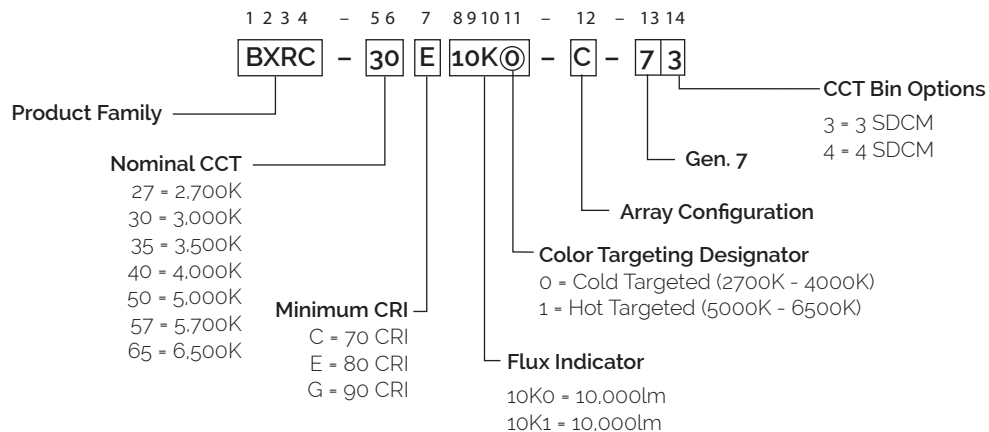 1 2 3 4 – 5 6 7 8 9 10 11 – 12 – 13 14
BXRC – 30 E 10K0 – C – 7 3
Product Family
CCT Bin Options
3 = 3 SDCM
4 = 4 SDCM
Nominal CCT
27 = 2,700K
30 = 3,000K
35 = 3,500K
40 = 4,000K
50 = 5,000K
57 = 5,700K
65 = 6,500K
Gen. 7
Array Configuration
Color Targeting Designator
0 = Cold Targeted (2700K - 4000K)
1 = Hot Targeted (5000K - 6500K)
Minimum CRI
C = 70 CRI
E = 80 CRI
G = 90 CRI
Flux Indicator
10K0 = 10,000lm
10K1 = 10,000lm